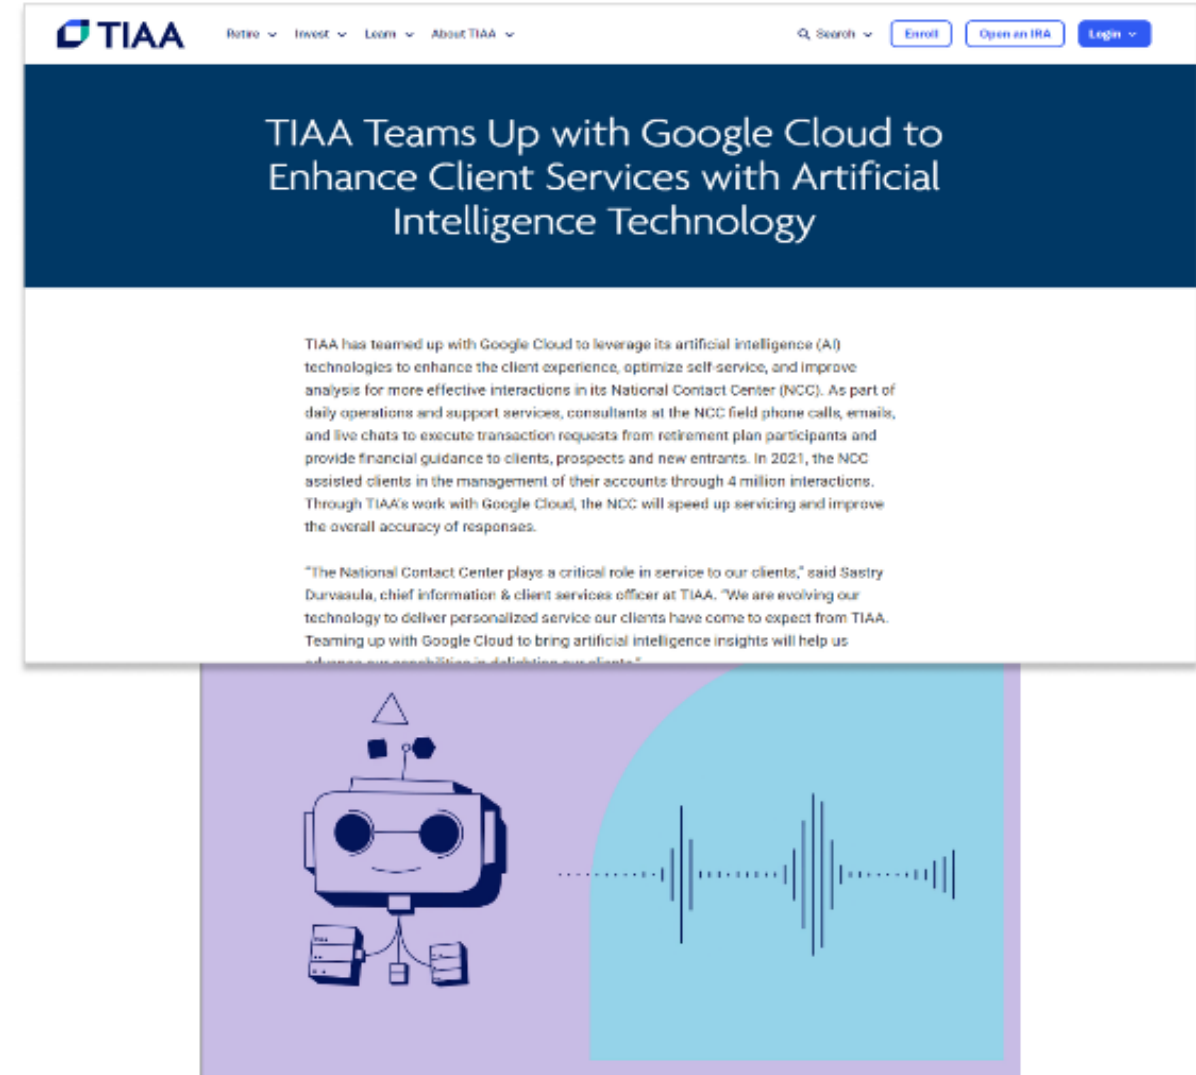 TIAA
Retire Invest Learn About TIAA Search Enroll Open an IRA Login
TIAA Teams Up with Google Cloud to
Enhance Client Services with Artificial
Intelligence Technology
TIAA has teamed up with Google Cloud to leverage its artificial intelligence (AI)
technologies to enhance the client experience, optimize self-service, and improve
analysis for more effective interactions in its National Contact Center (NCC). As part of
daily operations and support services, consultants at the NCC field phone calls, emails,
and live chats to execute transaction requests from retirement plan participants and
provide financial guidance to clients, prospects and new entrants. In 2021, the NCC
assisted clients in the management of their accounts through 4 million interactions.
Through TIAA's work with Google Cloud, the NCC will speed up servicing and improve
the overall accuracy of responses.
"The National Contact Center plays a critical role in service to our clients," said Sastry
Durvasula, chief information & client services officer at TIAA. "We are evolving our
technology to deliver personalized service our clients have come to expect from TIAA.
Teaming up with Google Cloud to bring artificial intelligence insights will help us
advance our capabilities in delighting our clients."